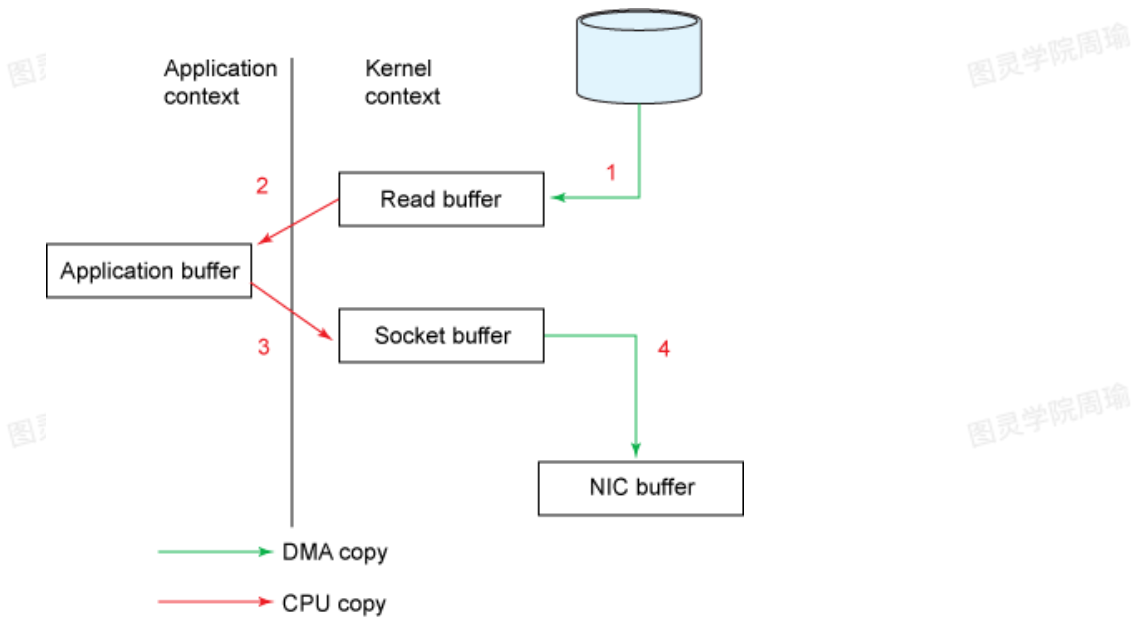 图灵学院周瑜
Application
context
Kernel
context
1
2
Read buffer
Application buffer
Socket buffer
3
4
图灵学院周瑜
NIC buffer
DMA copy
CPU copy